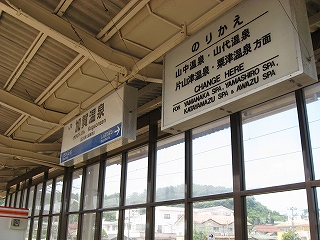 加賀温泉
のりかえ
山中温泉・山代温泉
片山津温泉・粟津温泉方面
CHANGE HERE
FOR YAMANAKA SPA, YAMASHIRO SPA,
KATAYAMAZU SPA & AWAZU SPA